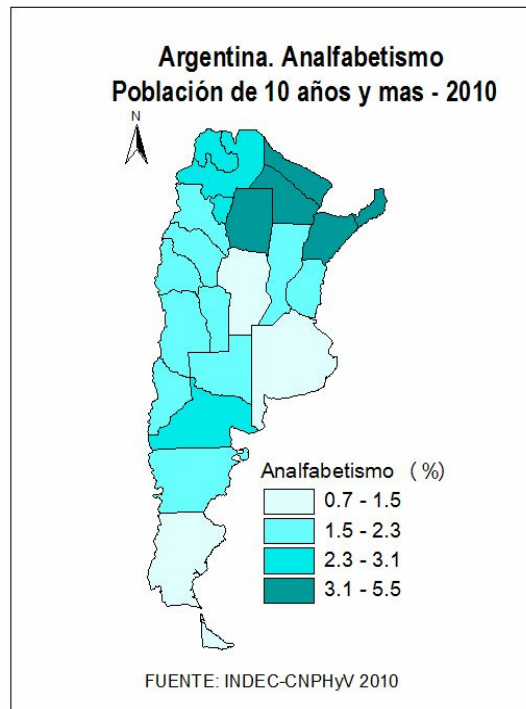 Argentina. Analfabetismo
Población de 10 años y mas - 2010
N
Analfabetismo ( %)
0.7 - 1.5
1.5 - 2.3
2.3 - 3.1
3.1 - 5.5
FUENTE: INDEC-CNPHyV 2010